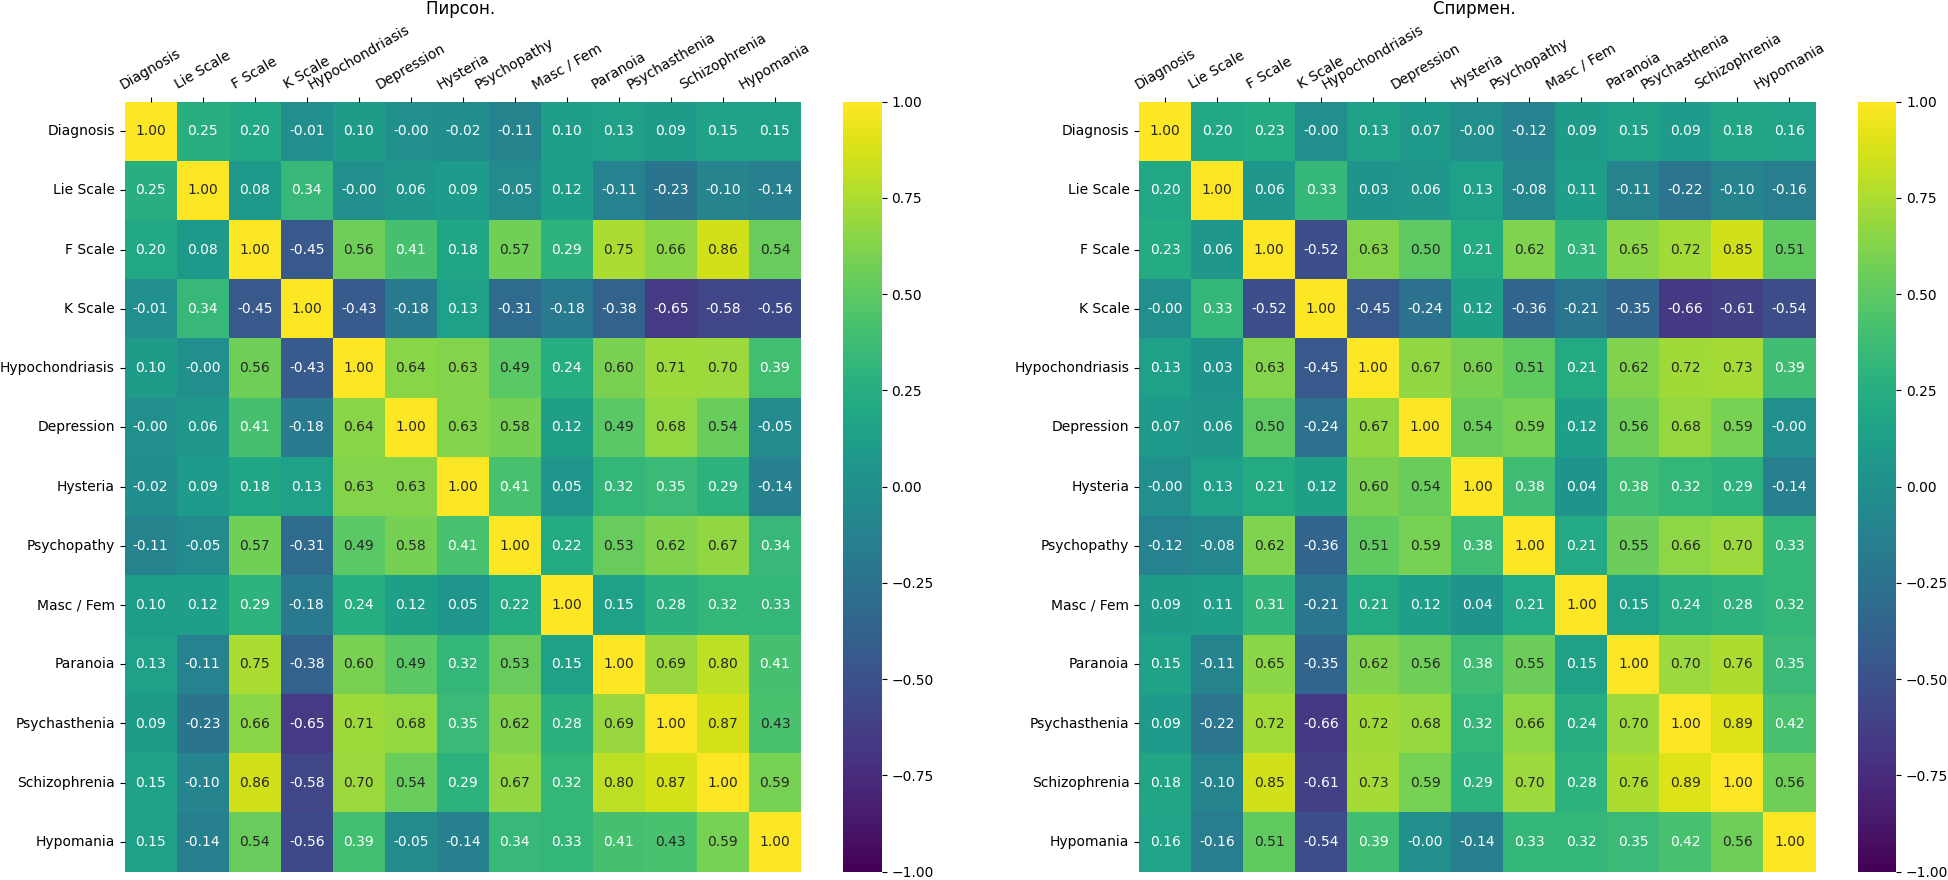 Пирсон.
Diagnosis Lie Scale F Scale K Scale Hypochondriasis Depression Hysteria Psychopathy Masc / Fem Paranoia Psychasthenia Schizophrenia Hypomania
Diagnosis 1.00 0.25 0.20 -0.01 0.10 -0.00 -0.02 -0.11 0.10 0.13 0.09 0.15 0.15
Lie Scale 0.25 1.00 0.08 0.34 -0.00 0.06 0.09 -0.05 0.12 -0.11 -0.23 -0.10 -0.14
F Scale 0.20 0.08 1.00 -0.45 0.56 0.41 0.18 0.57 0.29 0.75 0.66 0.86 0.54
K Scale -0.01 0.34 -0.45 1.00 -0.43 -0.18 0.13 -0.31 -0.18 -0.38 -0.65 -0.58 -0.56
Hypochondriasis 0.10 -0.00 0.56 -0.43 1.00 0.64 0.63 0.49 0.24 0.60 0.71 0.70 0.39
Depression -0.00 0.06 0.41 -0.18 0.64 1.00 0.63 0.58 0.12 0.49 0.68 0.54 -0.05
Hysteria -0.02 0.09 0.18 0.13 0.63 0.63 1.00 0.41 0.05 0.32 0.35 0.29 -0.14
Psychopathy -0.11 -0.05 0.57 -0.31 0.49 0.58 0.41 1.00 0.22 0.53 0.62 0.67 0.34
Masc / Fem 0.10 0.12 0.29 -0.18 0.24 0.12 0.05 0.22 1.00 0.15 0.28 0.32 0.33
Paranoia 0.13 -0.11 0.75 -0.38 0.60 0.49 0.32 0.53 0.15 1.00 0.69 0.80 0.41
Psychasthenia 0.09 -0.23 0.66 -0.65 0.71 0.68 0.35 0.62 0.28 0.69 1.00 0.87 0.43
Schizophrenia 0.15 -0.10 0.86 -0.58 0.70 0.54 0.29 0.67 0.32 0.80 0.87 1.00 0.59
Hypomania 0.15 -0.14 0.54 -0.56 0.39 -0.05 -0.14 0.34 0.33 0.41 0.43 0.59 1.00
1.00
0.75
0.50
0.25
0.00
−0.25
−0.50
−0.75
−1.00
Спирмен.
Diagnosis Lie Scale F Scale K Scale Hypochondriasis Depression Hysteria Psychopathy Masc / Fem Paranoia Psychasthenia Schizophrenia Hypomania
Diagnosis 1.00 0.20 0.23 -0.00 0.13 0.07 -0.00 -0.12 0.09 0.15 0.09 0.18 0.16
Lie Scale 0.20 1.00 0.06 0.33 0.03 0.06 0.13 -0.08 0.11 -0.11 -0.22 -0.10 -0.16
F Scale 0.23 0.06 1.00 -0.52 0.63 0.50 0.21 0.62 0.31 0.65 0.72 0.85 0.51
K Scale -0.00 0.33 -0.52 1.00 -0.45 -0.24 0.12 -0.36 -0.21 -0.35 -0.66 -0.61 -0.54
Hypochondriasis 0.13 0.03 0.63 -0.45 1.00 0.67 0.60 0.51 0.21 0.62 0.72 0.73 0.39
Depression 0.07 0.06 0.50 -0.24 0.67 1.00 0.54 0.59 0.12 0.56 0.68 0.59 -0.00
Hysteria -0.00 0.13 0.21 0.12 0.60 0.54 1.00 0.38 0.04 0.38 0.32 0.29 -0.14
Psychopathy -0.12 -0.08 0.62 -0.36 0.51 0.59 0.38 1.00 0.21 0.55 0.66 0.70 0.33
Masc / Fem 0.09 0.11 0.31 -0.21 0.21 0.12 0.04 0.21 1.00 0.15 0.24 0.28 0.32
Paranoia 0.15 -0.11 0.65 -0.35 0.62 0.56 0.38 0.55 0.15 1.00 0.70 0.76 0.35
Psychasthenia 0.09 -0.22 0.72 -0.66 0.72 0.68 0.32 0.66 0.24 0.70 1.00 0.89 0.42
Schizophrenia 0.18 -0.10 0.85 -0.61 0.73 0.59 0.29 0.70 0.28 0.76 0.89 1.00 0.56
Hypomania 0.16 -0.16 0.51 -0.54 0.39 -0.00 -0.14 0.33 0.32 0.35 0.42 0.56 1.00
1.00
0.75
0.50
0.25
0.00
−0.25
−0.50
−0.75
−1.00